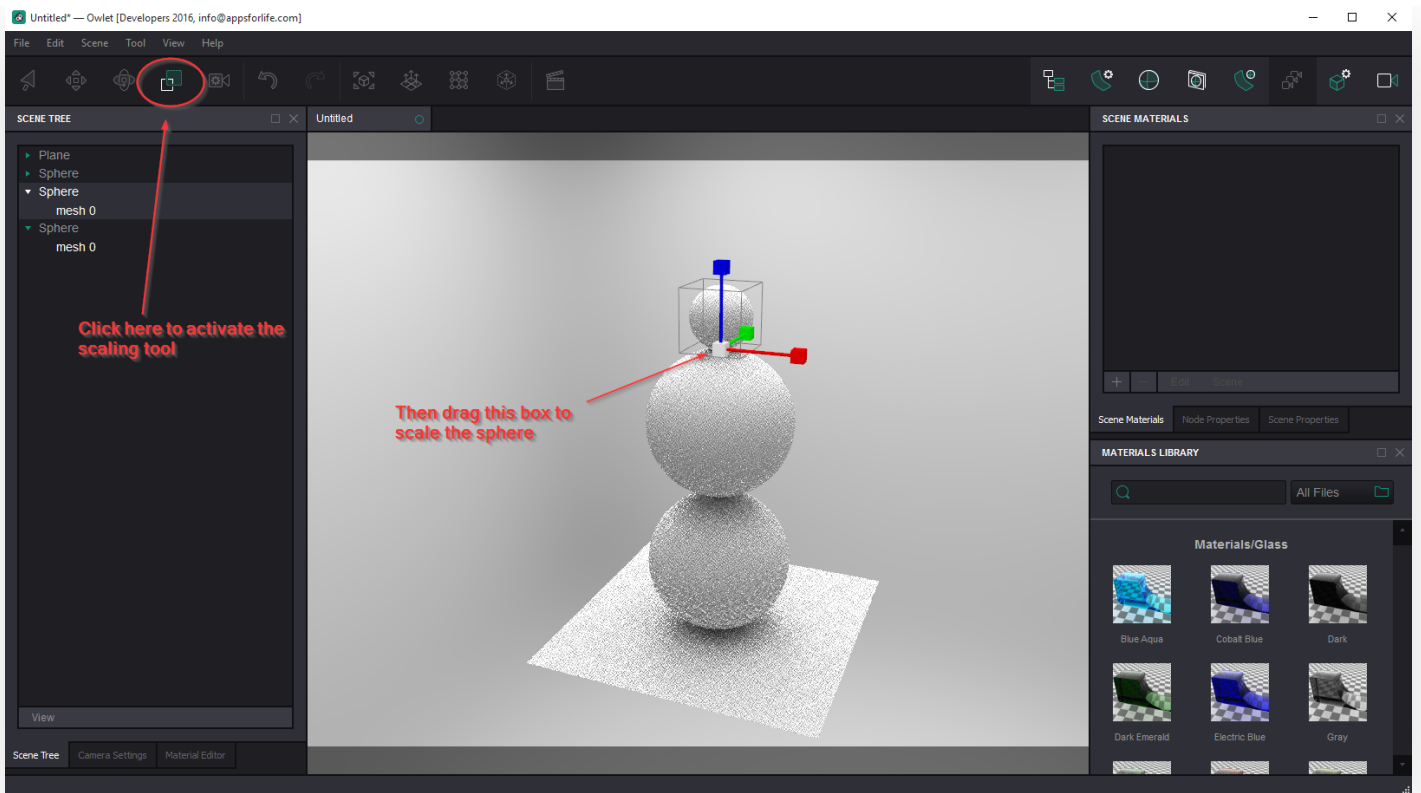 Untitled* — Owlet [Developers 2016, info@appsforlife.com]
File Edit Scene Tool View Help
SCENE TREE
Untitled
SCENE MATERIALS
Plane
Sphere
Sphere
mesh 0
Sphere
mesh 0
Click here to activate the
scaling tool
Then drag this box to
scale the sphere
Edit Scene
Scene Materials Node Properties Scene Properties
MATERIALS LIBRARY
All Files
Materials/Glass
Blue Aqua Cobalt Blue Dark
Dark Emerald Electric Blue Gray
View
Scene Tree Camera Settings Material Editor